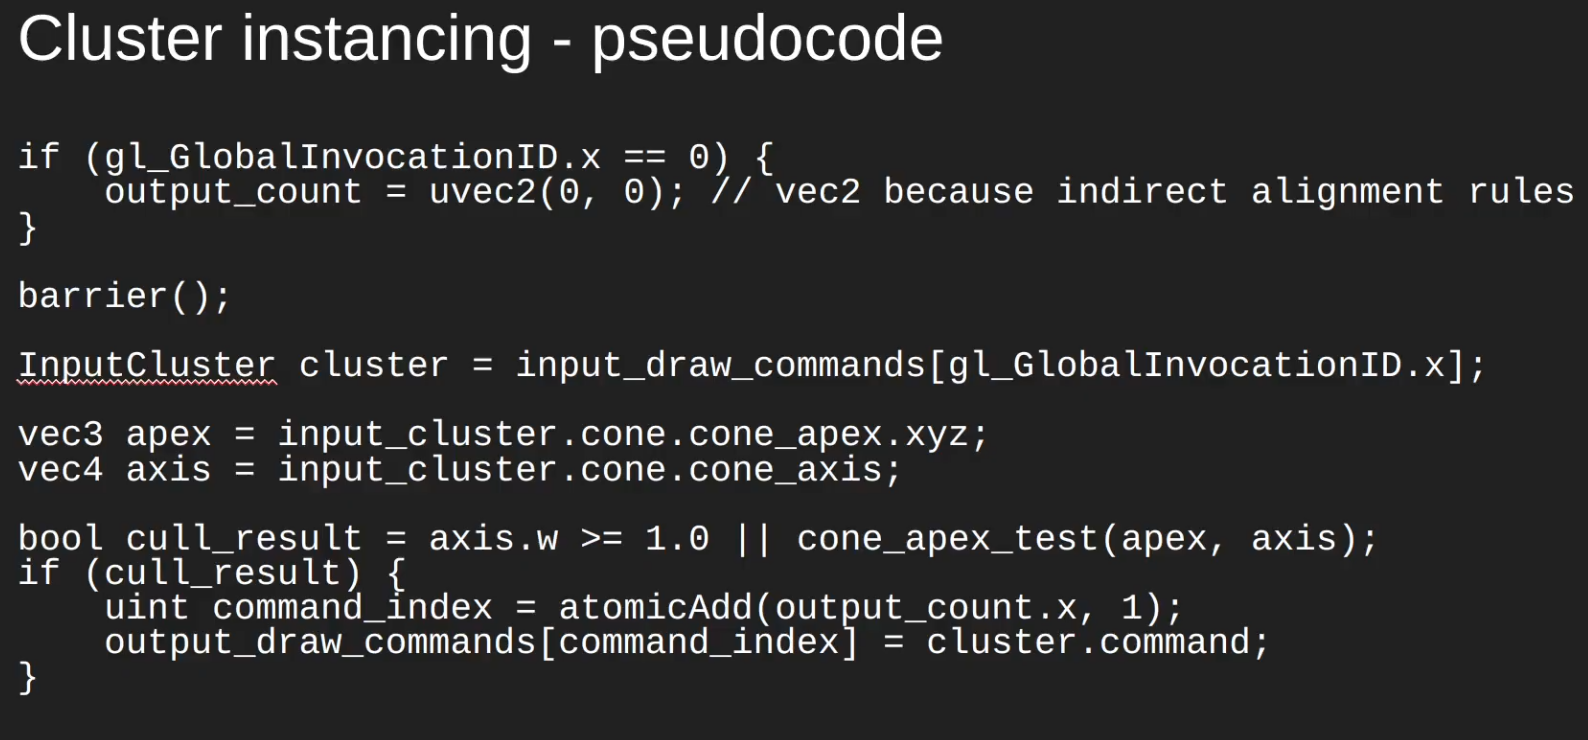 Cluster instancing - pseudocode
if (gl_GlobalInvocationID.x == 0) {
    output_count = uvec2(0, 0); // vec2 because indirect alignment rules
}
barrier();
InputCluster cluster = input_draw_commands[gl_GlobalInvocationID.x];
vec3 apex = input_cluster.cone.cone_apex.xyz;
vec4 axis = input_cluster.cone.cone_axis;
bool cull_result = axis.w >= 1.0 || cone_apex_test(apex, axis);
if (cull_result) {
    uint command_index = atomicAdd(output_count.x, 1);
    output_draw_commands[command_index] = cluster.command;
}